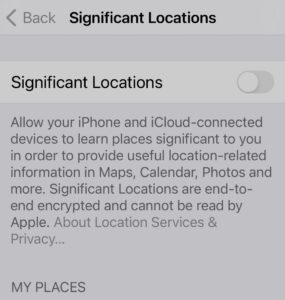 Back Significant Locations
Significant Locations
Allow your iPhone and iCloud-connected
devices to learn places significant to you
in order to provide useful location-related
information in Maps, Calendar, Photos and
more. Significant Locations are end-to-
end encrypted and cannot be read by
Apple. About Location Services &
Privacy...
MY PLACES